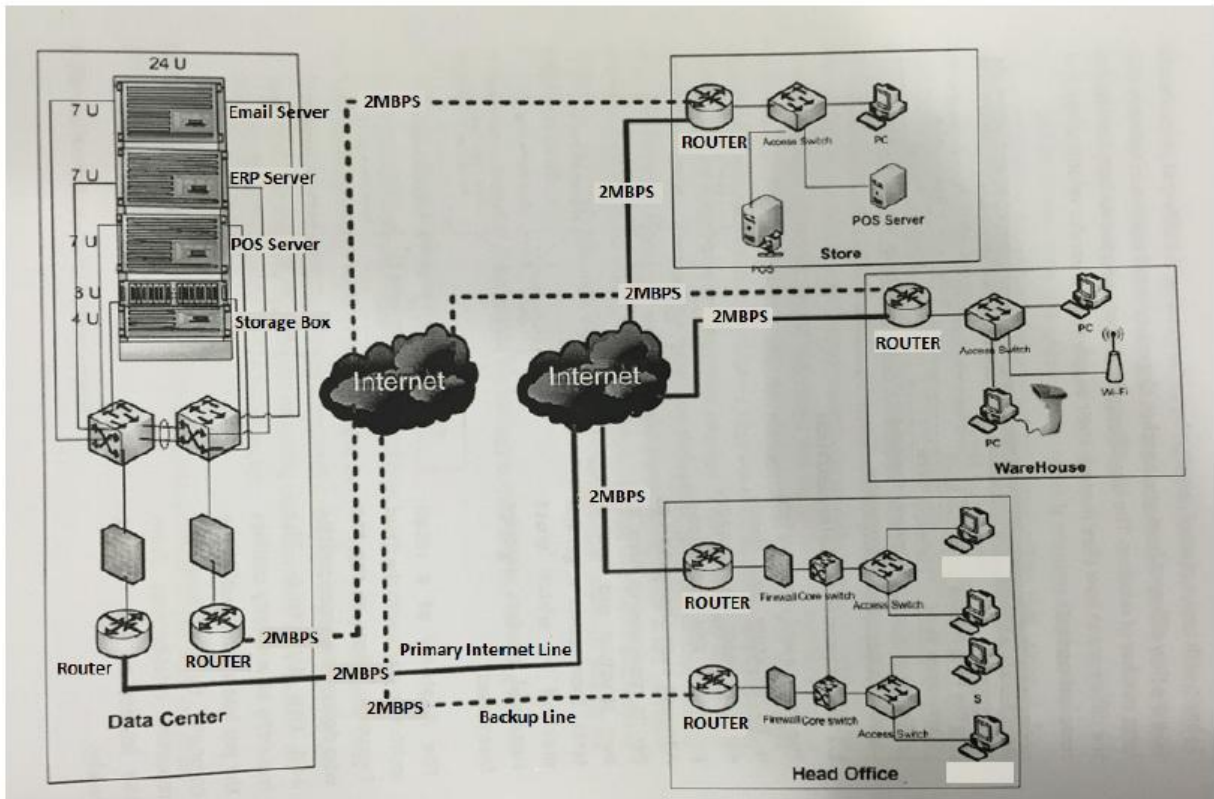 24 U
7 U
Email Server
7 U
ERP Server
7 U
POS Server
3 U
4 U
Storage Box
Router
ROUTER
Data Center
2MBPS
2MBPS
2MBPS
2MBPS
2MBPS
2MBPS
2MBPS
2MBPS
Internet
Internet
Primary Internet Line
Backup Line
ROUTER
Access Switch
PC
POS Server
POS
Store
ROUTER
Access Switch
PC
Wi-Fi
PC
WareHouse
ROUTER
Firewall
Core switch
Access Switch
ROUTER
Firewall
Core switch
Access Switch
S
Head Office